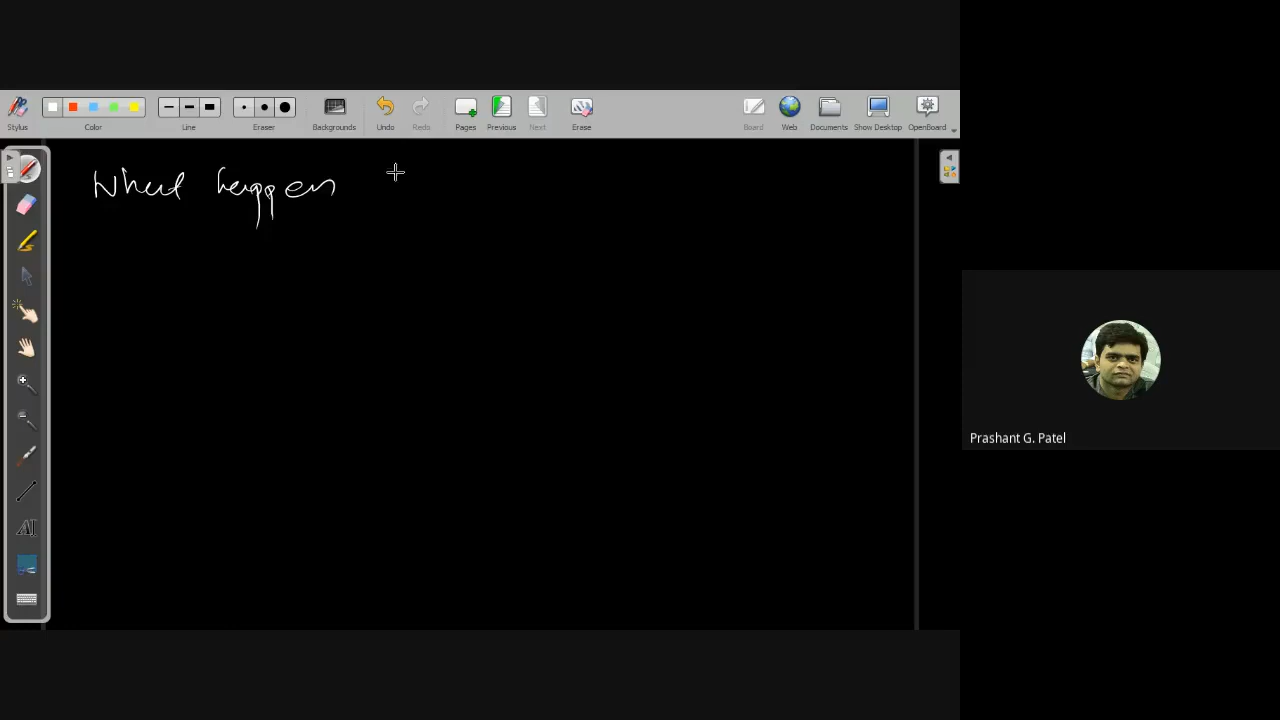 Stylus Color Line Eraser Backgrounds Undo Redo Pages Previous Next Erase Board Web Documents Show Desktop OpenBoard
What happen
Prashant G. Patel